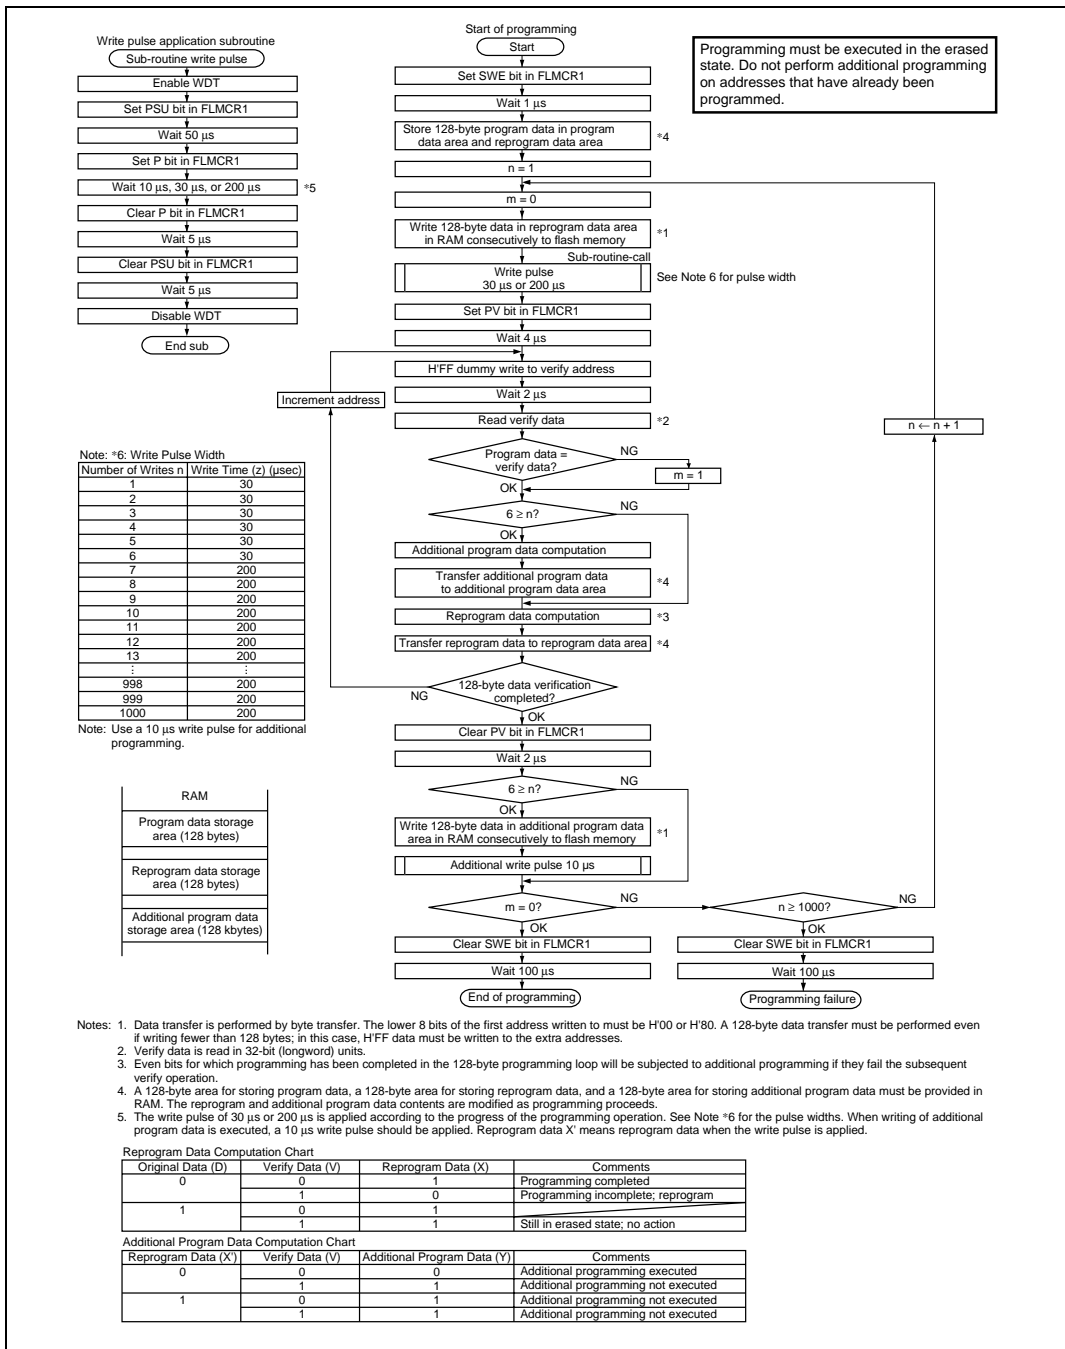 Write pulse application subroutine
Sub-routine write pulse
Enable WDT
Set PSU bit in FLMCR1
Wait 50 μs
Set P bit in FLMCR1
Wait 10 μs, 30 μs, or 200 μs *5
Clear P bit in FLMCR1
Wait 5 μs
Clear PSU bit in FLMCR1
Wait 5 μs
Disable WDT
End sub
Start of programming
Start
Set SWE bit in FLMCR1
Wait 1 μs
Store 128-byte program data in program
data area and reprogram data area
*4
n = 1
m = 0
Write 128-byte data in reprogram data area
in RAM consecutively to flash memory
*1
Sub-routine-call
Write pulse
30 μs or 200 μs
See Note 6 for pulse width
Set PV bit in FLMCR1
Wait 4 μs
H'FF dummy write to verify address
Wait 2 μs
Read verify data *2
Increment address
n ← n + 1
Program data =
verify data?
NG
m = 1
OK
6 ≥ n?
NG
OK
Additional program data computation
Transfer additional program data
to additional program data area
*4
Reprogram data computation *3
Transfer reprogram data to reprogram data area *4
128-byte data verification
completed?
NG
OK
Clear PV bit in FLMCR1
Wait 2 μs
6 ≥ n?
NG
OK
Write 128-byte data in additional program data
area in RAM consecutively to flash memory
*1
Additional write pulse 10 μs
m = 0?
NG
n ≥ 1000?
NG
OK
OK
Clear SWE bit in FLMCR1
Clear SWE bit in FLMCR1
Wait 100 μs
Wait 100 μs
End of programming
Programming failure
Programming must be executed in the erased
state. Do not perform additional programming
on addresses that have already been
programmed.
Note: *6: Write Pulse Width
Number of Writes n Write Time (z) (μsec)
1 30
2 30
3 30
4 30
5 30
6 30
7 200
8 200
9 200
10 200
11 200
12 200
13 200
⋮ ⋮
998 200
999 200
1000 200
Note: Use a 10 μs write pulse for additional
programming.
RAM
Program data storage
area (128 bytes)
Reprogram data storage
area (128 bytes)
Additional program data
storage area (128 kbytes)
Notes: 1. Data transfer is performed by byte transfer. The lower 8 bits of the first address written to must be H'00 or H'80. A 128-byte data transfer must be performed even
if writing fewer than 128 bytes; in this case, H'FF data must be written to the extra addresses.
2. Verify data is read in 32-bit (longword) units.
3. Even bits for which programming has been completed in the 128-byte programming loop will be subjected to additional programming if they fail the subsequent
verify operation.
4. A 128-byte area for storing program data, a 128-byte area for storing reprogram data, and a 128-byte area for storing additional program data must be provided in
RAM. The reprogram and additional program data contents are modified as programming proceeds.
5. The write pulse of 30 μs or 200 μs is applied according to the progress of the programming operation. See Note *6 for the pulse widths. When writing of additional
program data is executed, a 10 μs write pulse should be applied. Reprogram data X' means reprogram data when the write pulse is applied.
Reprogram Data Computation Chart
Original Data (D) Verify Data (V) Reprogram Data (X) Comments
0 0 1 Programming completed
1 0 Programming incomplete; reprogram
1 0 1
1 1 Still in erased state; no action
Additional Program Data Computation Chart
Reprogram Data (X') Verify Data (V) Additional Program Data (Y) Comments
0 0 0 Additional programming executed
1 1 Additional programming not executed
1 0 1 Additional programming not executed
1 1 Additional programming not executed